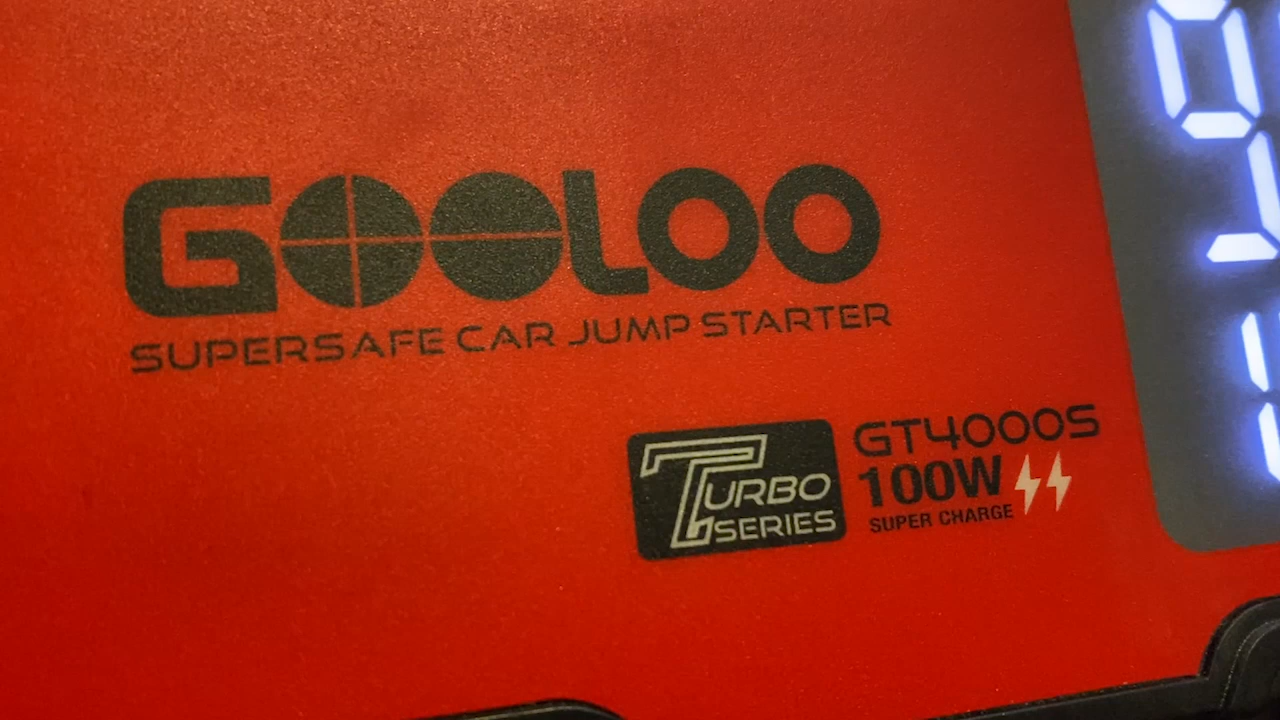 GOOLOO
SUPERSAFE CAR JUMP STARTER
TURBO
SERIES
GT4000S
100W
SUPER CHARGE